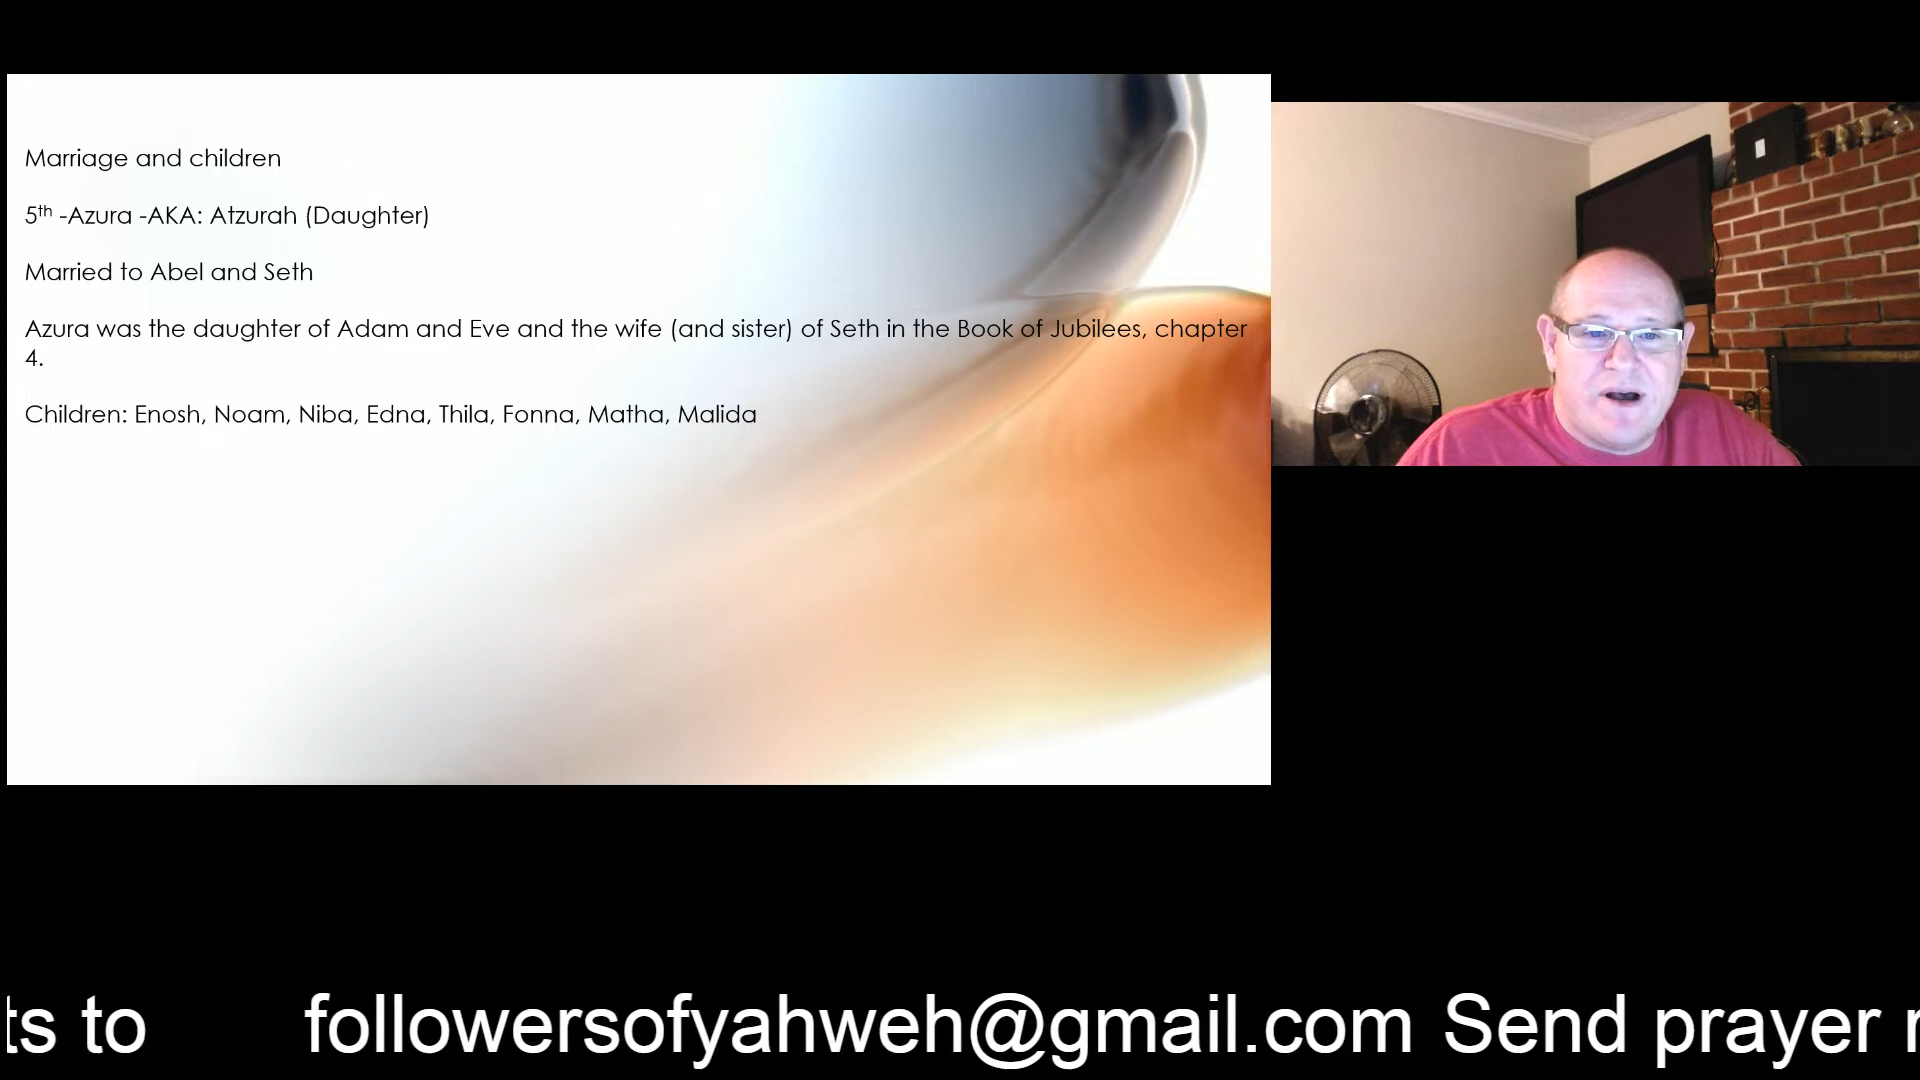 Marriage and children
5th -Azura -AKA: Atzurah (Daughter)
Married to Abel and Seth
Azura was the daughter of Adam and Eve and the wife (and sister) of Seth in the Book of Jubilees, chapter
4.
Children: Enosh, Noam, Niba, Edna, Thila, Fonna, Matha, Malida
ts to followersofyahweh@gmail.com Send prayer